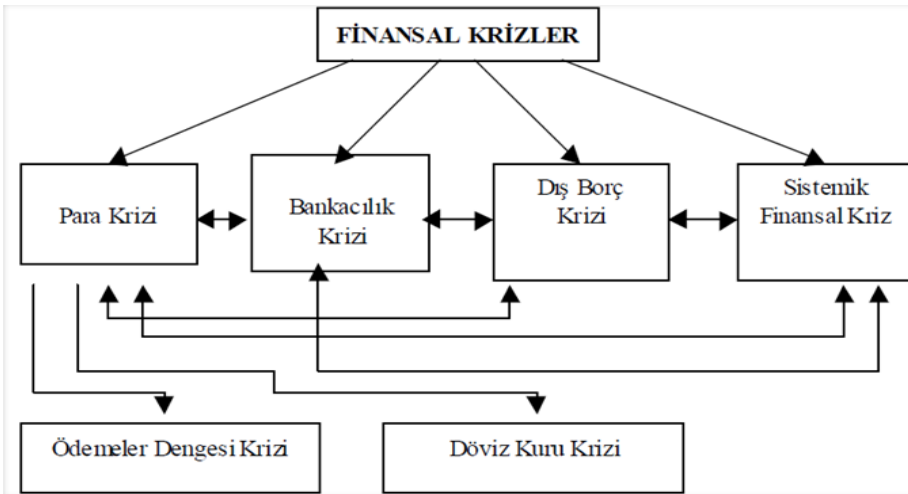 FİNANSAL KRİZLER
Para Krizi
Bankacılık
Krizi
Dış Borç
Krizi
Sistemik
Finansal Kriz
Ödemeler Dengesi Krizi
Döviz Kuru Krizi